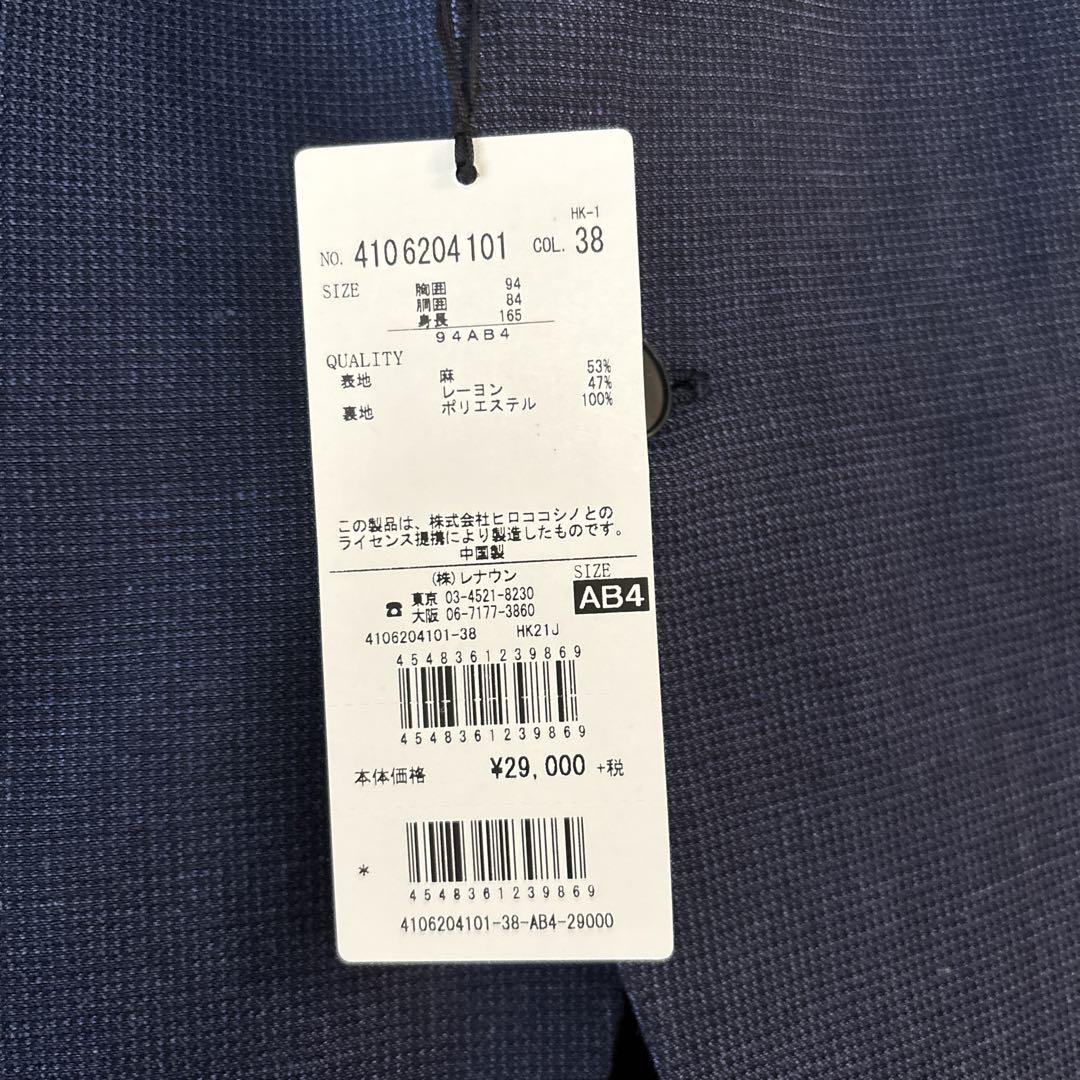 HK-1
NO. 4106204101 COL. 38
SIZE 胸囲 94
胴囲 84
身長 165
94AB4
QUALITY
表地 麻 53%
レーヨン 47%
裏地 ポリエステル 100%
この製品は、株式会社ヒロココシノとの
ライセンス提携により製造したものです。
中国製
(株)レナウン
☎ 東京 03-4521-8230
大阪 06-7177-3860
SIZE
AB4
4106204101-38 HK21J
4548361239869
4548361239869
本体価格 ¥29,000 +税
*
4548361239869
4106204101-38-AB4-29000